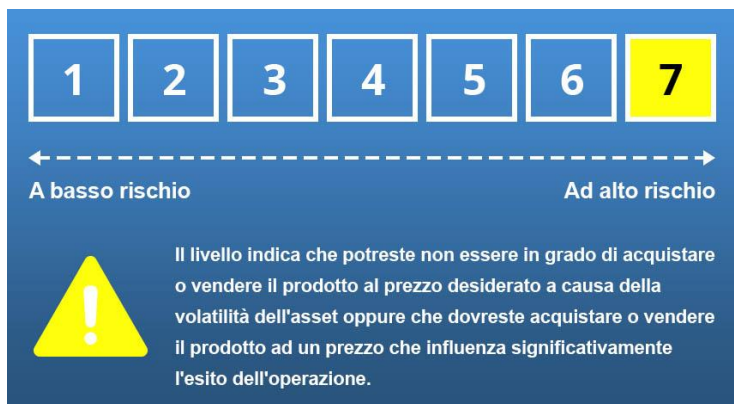 1 2 3 4 5 6 7
A basso rischio Ad alto rischio
Il livello indica che potreste non essere in grado di acquistare
o vendere il prodotto al prezzo desiderato a causa della
volatilità dell'asset oppure che dovreste acquistare o vendere
il prodotto ad un prezzo che influenza significativamente
l'esito dell'operazione.